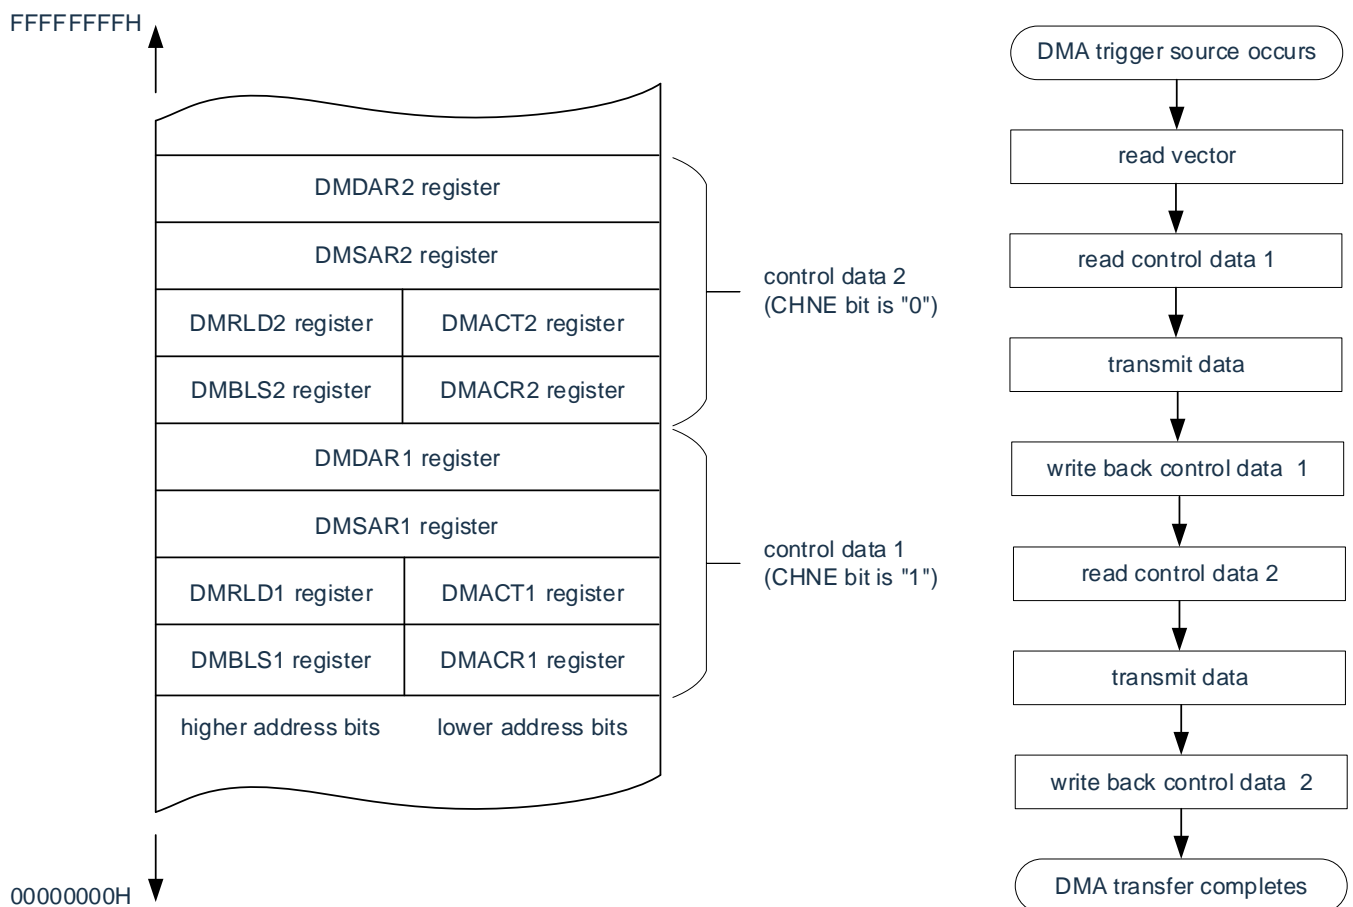 FFFFFFFFH
DMDAR2 register
DMSAR2 register
DMRLD2 register DMACT2 register
DMBLS2 register DMACR2 register
DMDAR1 register
DMSAR1 register
DMRLD1 register DMACT1 register
DMBLS1 register DMACR1 register
higher address bits lower address bits
00000000H
control data 2
(CHNE bit is "0")
control data 1
(CHNE bit is "1")
DMA trigger source occurs
read vector
read control data 1
transmit data
write back control data 1
read control data 2
transmit data
write back control data 2
DMA transfer completes